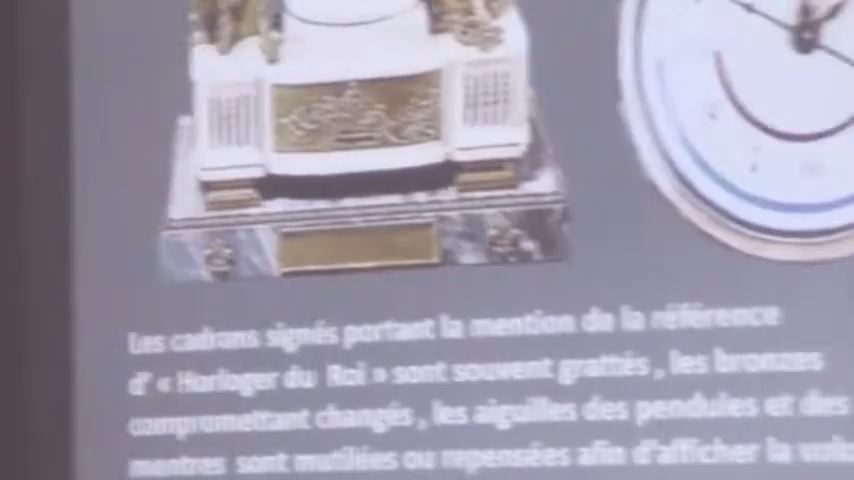 Les cadrans signés portant la mention de la référence
d' « Horloger du Roi » sont souvent grattés , les bronzes
compromettant changés , les aiguilles des pendules et des
montres sont mutilées ou repensées afin d'afficher la